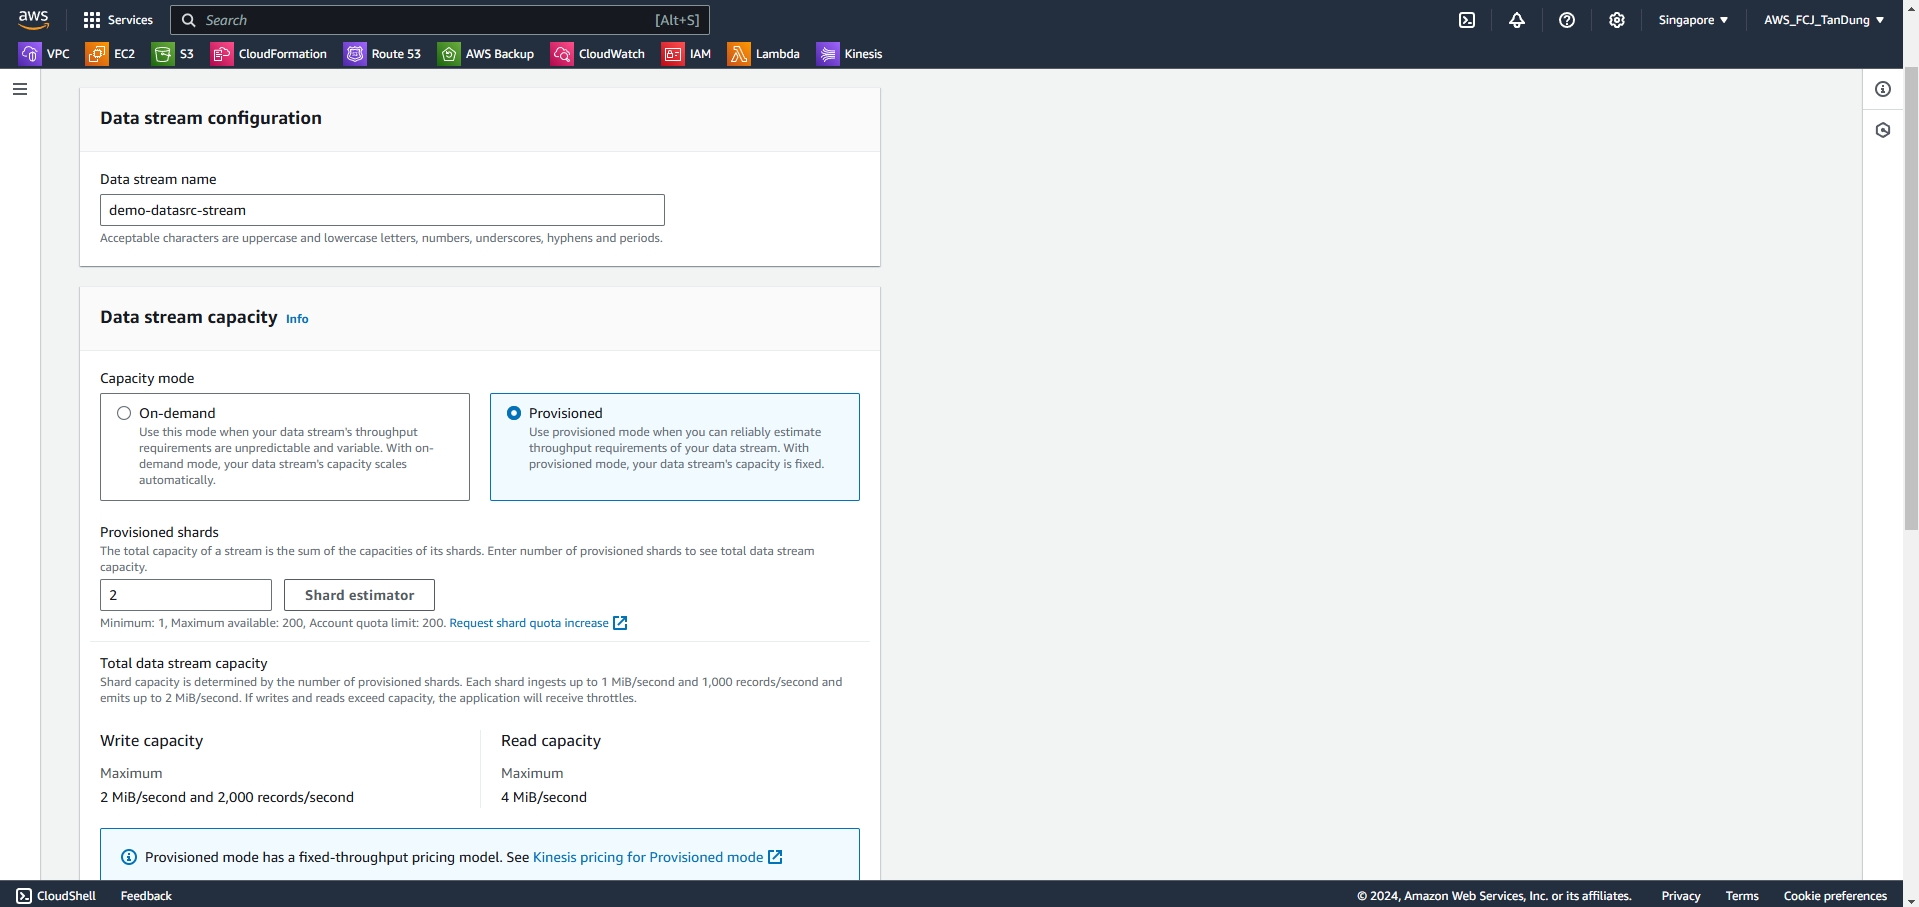 aws
Services
Search
[Alt+S]
Singapore ▼
AWS_FCJ_TanDung ▼
VPC
EC2
S3
CloudFormation
Route 53
AWS Backup
CloudWatch
IAM
Lambda
Kinesis
Data stream configuration
Data stream name
demo-datasrc-stream
Acceptable characters are uppercase and lowercase letters, numbers, underscores, hyphens and periods.
Data stream capacity Info
Capacity mode
On-demand
Use this mode when your data stream's throughput
requirements are unpredictable and variable. With on-
demand mode, your data stream's capacity scales
automatically.
Provisioned
Use provisioned mode when you can reliably estimate
throughput requirements of your data stream. With
provisioned mode, your data stream's capacity is fixed.
Provisioned shards
The total capacity of a stream is the sum of the capacities of its shards. Enter number of provisioned shards to see total data stream
capacity.
2
Shard estimator
Minimum: 1, Maximum available: 200, Account quota limit: 200. Request shard quota increase
Total data stream capacity
Shard capacity is determined by the number of provisioned shards. Each shard ingests up to 1 MiB/second and 1,000 records/second and
emits up to 2 MiB/second. If writes and reads exceed capacity, the application will receive throttles.
Write capacity
Maximum
2 MiB/second and 2,000 records/second
Read capacity
Maximum
4 MiB/second
Provisioned mode has a fixed-throughput pricing model. See Kinesis pricing for Provisioned mode
CloudShell
Feedback
© 2024, Amazon Web Services, Inc. or its affiliates.
Privacy
Terms
Cookie preferences